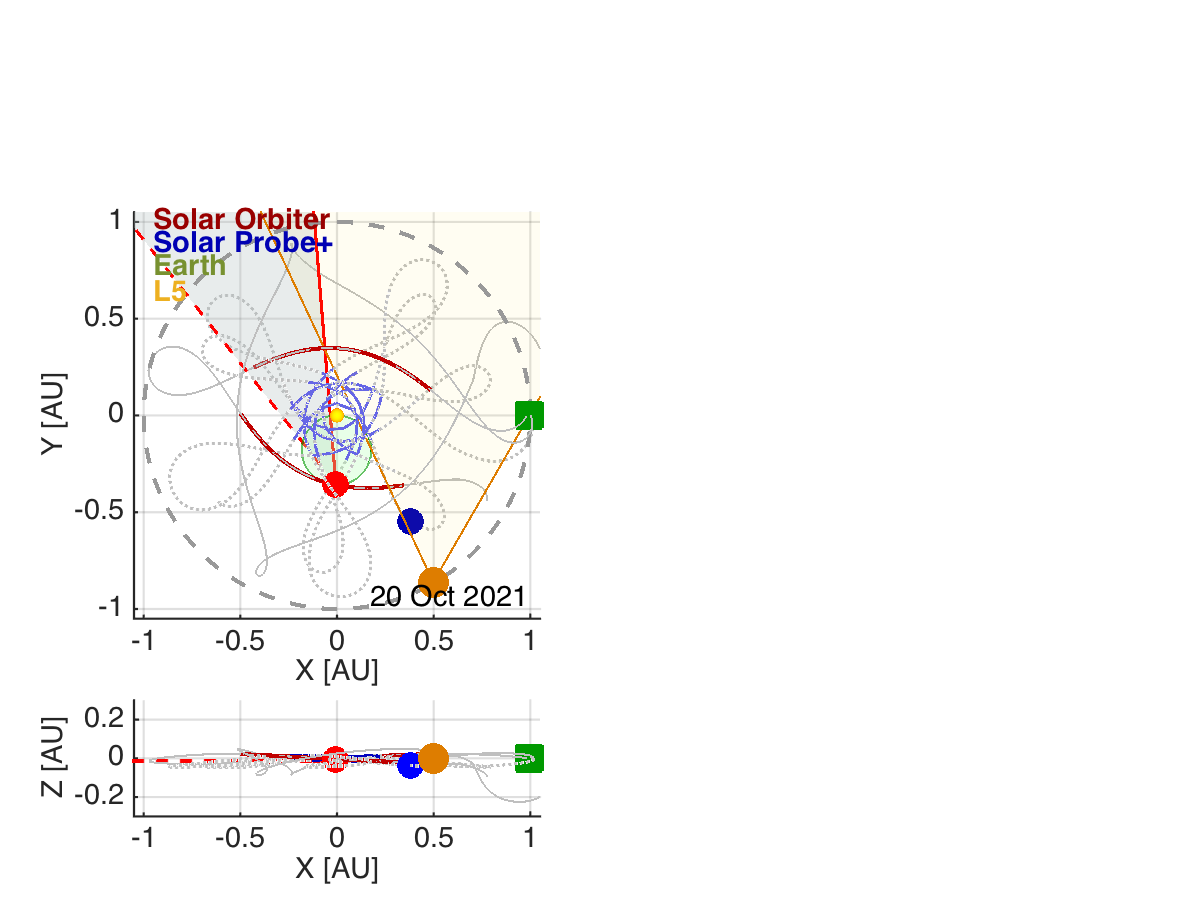 Solar Orbiter
Solar Probe+
Earth
L5
1
0.5
0
-0.5
-1
Y [AU]
20 Oct 2021
-1 -0.5 0 0.5 1
X [AU]
0.2
0
-0.2
Z [AU]
-1 -0.5 0 0.5 1
X [AU]